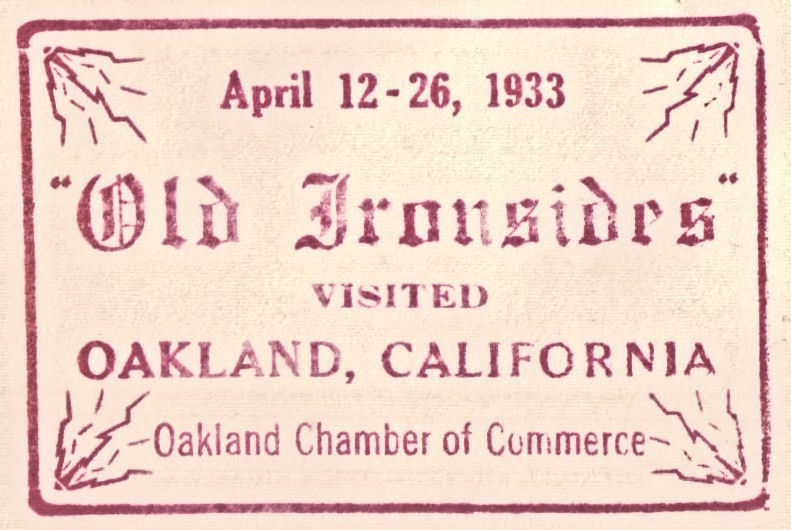 April 12-26, 1933
"Old Ironsides"
VISITED
OAKLAND, CALIFORNIA
-Oakland Chamber of Commerce-